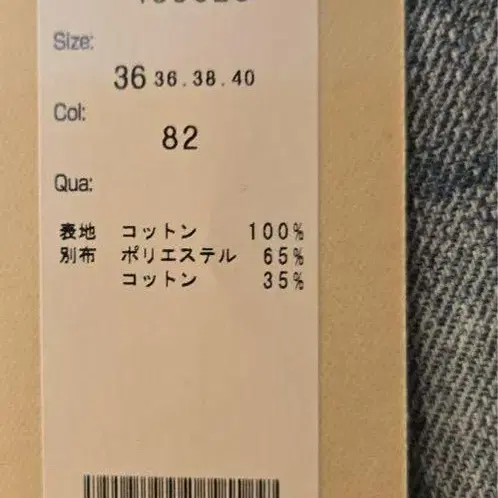 Size:
36 36.38.40
Col:
82
Qua:
表地 コットン 100%
別布 ポリエステル 65%
コットン 35%